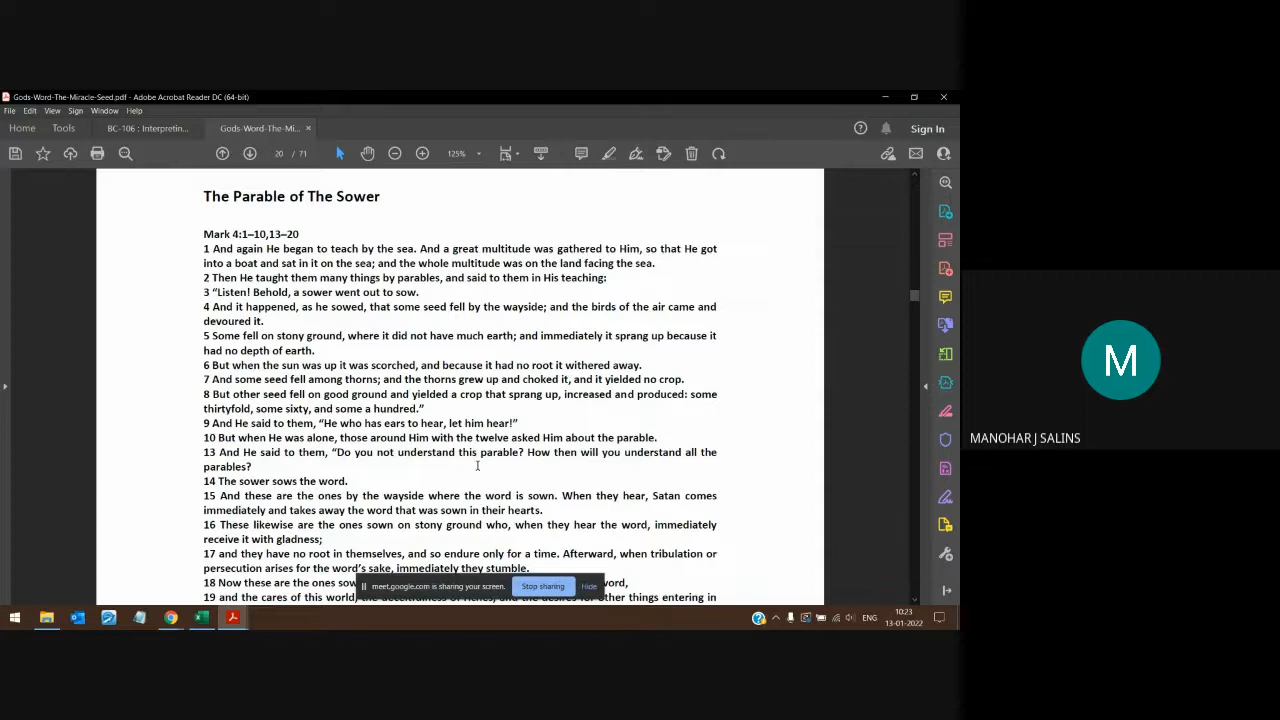 Gods-Word-The-Miracle-Seed.pdf - Adobe Acrobat Reader DC (64-bit)
File Edit View Sign Window Help
Home Tools BC-106 : Interpretin... Gods-Word-The-Mi... × Sign In
20 / 71 125%
The Parable of The Sower
Mark 4:1–10,13–20
1 And again He began to teach by the sea. And a great multitude was gathered to Him, so that He got
into a boat and sat in it on the sea; and the whole multitude was on the land facing the sea.
2 Then He taught them many things by parables, and said to them in His teaching:
3 “Listen! Behold, a sower went out to sow.
4 And it happened, as he sowed, that some seed fell by the wayside; and the birds of the air came and
devoured it.
5 Some fell on stony ground, where it did not have much earth; and immediately it sprang up because it
had no depth of earth.
6 But when the sun was up it was scorched, and because it had no root it withered away.
7 And some seed fell among thorns; and the thorns grew up and choked it, and it yielded no crop.
8 But other seed fell on good ground and yielded a crop that sprang up, increased and produced: some
thirtyfold, some sixty, and some a hundred.”
9 And He said to them, “He who has ears to hear, let him hear!”
10 But when He was alone, those around Him with the twelve asked Him about the parable.
13 And He said to them, “Do you not understand this parable? How then will you understand all the
parables?
14 The sower sows the word.
15 And these are the ones by the wayside where the word is sown. When they hear, Satan comes
immediately and takes away the word that was sown in their hearts.
16 These likewise are the ones sown on stony ground who, when they hear the word, immediately
receive it with gladness;
17 and they have no root in themselves, and so endure only for a time. Afterward, when tribulation or
persecution arises for the word’s sake, immediately they stumble.
18 Now these are the ones sow word,
19 and the cares of this world, the deceitfulness of riches, and the desires for other things entering in
meet.google.com is sharing your screen. Stop sharing Hide
ENG 10:23
13-01-2022
M
MANOHAR J SALINS